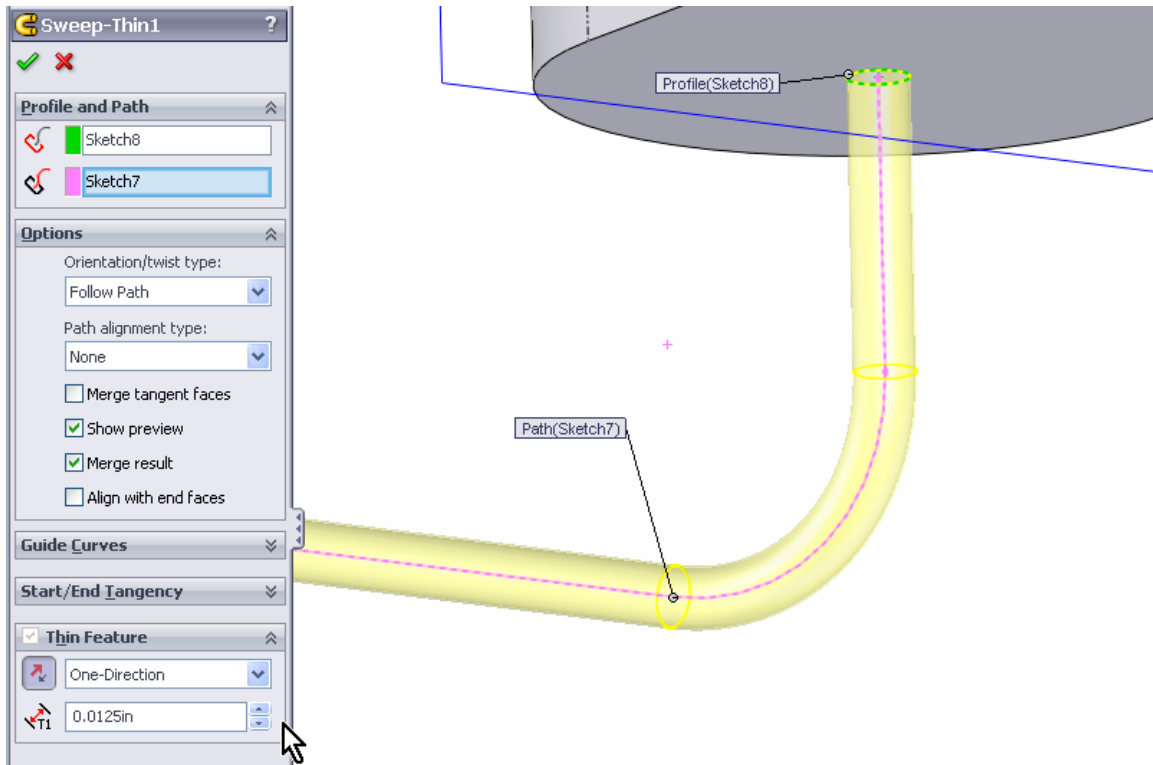 Sweep-Thin1 ?
Profile and Path
Sketch8
Sketch7
Options
Orientation/twist type:
Follow Path
Path alignment type:
None
Merge tangent faces
Show preview
Merge result
Align with end faces
Guide Curves
Start/End Tangency
Thin Feature
One-Direction
T1 0.0125in
Profile(Sketch8)
Path(Sketch7)